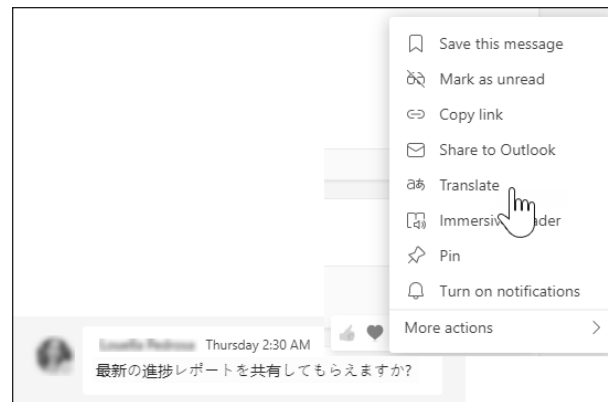 Save this message
Mark as unread
Copy link
Share to Outlook
Translate
Immersive
Pin
Turn on notifications
More actions
Thursday 2:30 AM
最新の進捗レポートを共有してもらえますか?